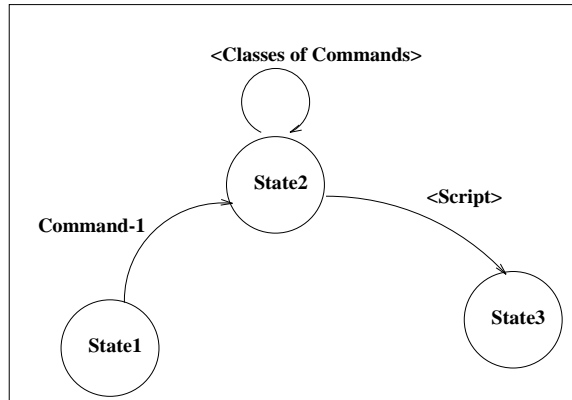 <Classes of Commands>
State2
<Script>
Command-1
State3
State1